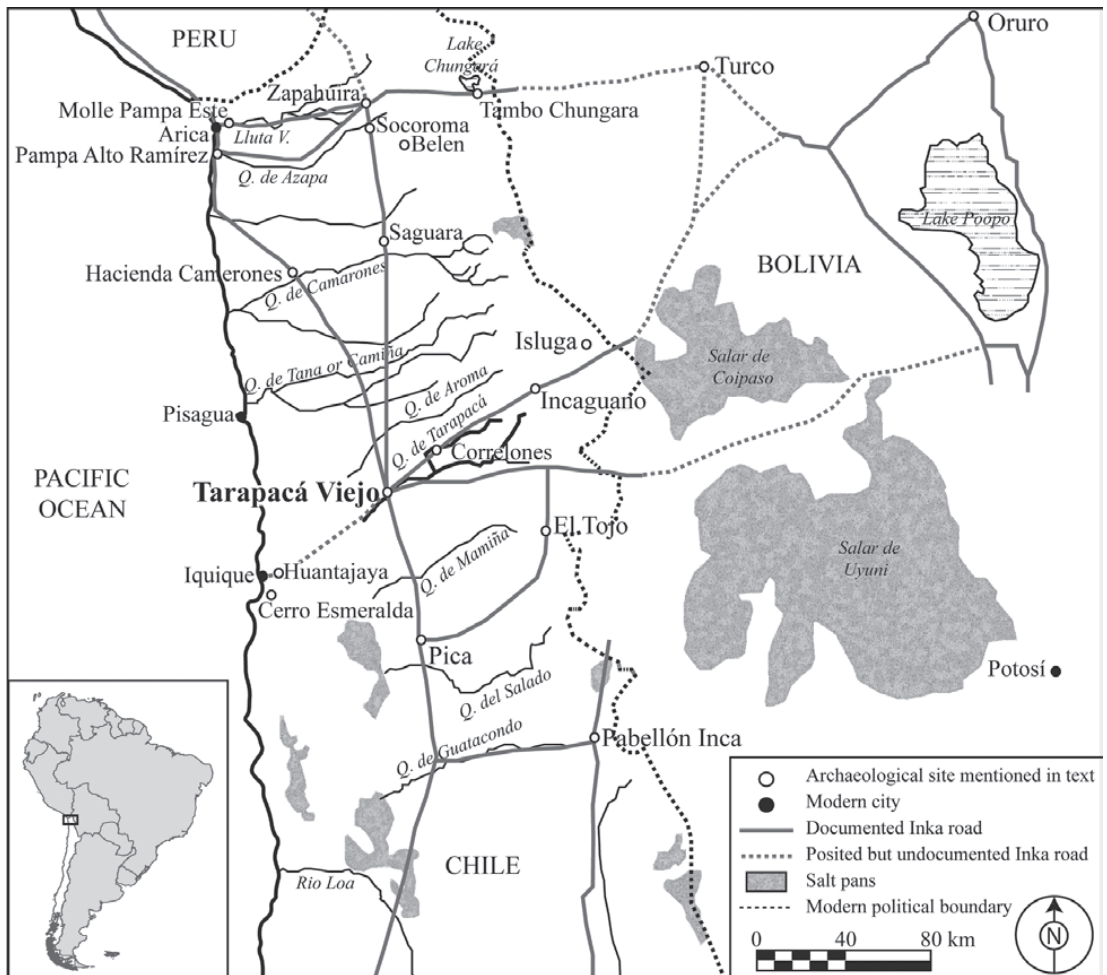 PERU
Lake
Chungará
Oruro
Turco
Zapahuira
Tambo Chungara
Molle Pampa Este
Arica
Lluta V.
Socoroma
Belen
Pampa Alto Ramírez
Q. de Azapa
Lake Poopo
Saguara
BOLIVIA
Hacienda Camerones
Q. de Camarones
Isluga
Salar de
Coipaso
Q. de Tana or Camiña
Q. de Aroma
Incaguano
Pisagua
Q. de Tarapacá
Correlones
PACIFIC
OCEAN
Tarapacá Viejo
El Tojo
Salar de
Uyuni
Q. de Mamiña
Iquique
Huantajaya
Cerro Esmeralda
Pica
Potosí
Q. del Salado
Pabellón Inca
Q. de Guatacondo
CHILE
Rio Loa
Archaeological site mentioned in text
Modern city
Documented Inka road
Posited but undocumented Inka road
Salt pans
Modern political boundary
0 40 80 km
N